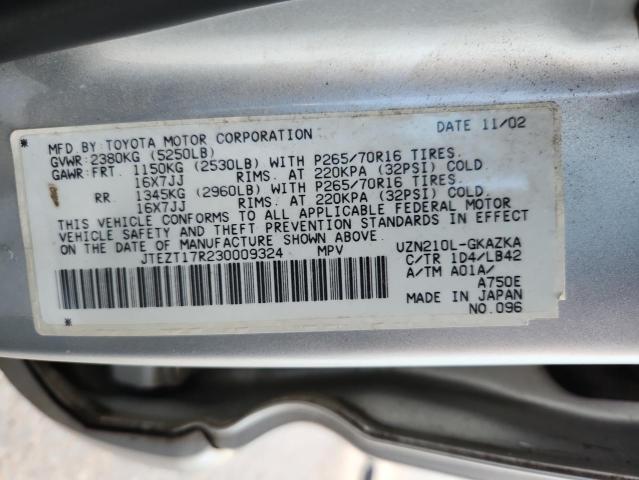 MFD.BY:TOYOTA MOTOR CORPORATION DATE 11/02
GVWR:2380KG (5250LB)
GAWR:FRT. 1150KG (2530LB) WITH P265/70R16 TIRES.
16X7JJ RIMS. AT 220KPA (32PSI) COLD
RR 1345KG (2960LB) WITH P265/70R16 TIRES.
16X7JJ RIMS. AT 220KPA (32PSI) COLD
THIS VEHICLE CONFORMS TO ALL APPLICABLE FEDERAL MOTOR
VEHICLE SAFETY AND THEFT PREVENTION STANDARDS IN EFFECT
ON THE DATE OF MANUFACTURE SHOWN ABOVE.
JTEZT17R230009324 MPV UZN210L-GKAZKA
C/TR 1D4/LB42
A/TM A01A/
A750E
MADE IN JAPAN
NO.096